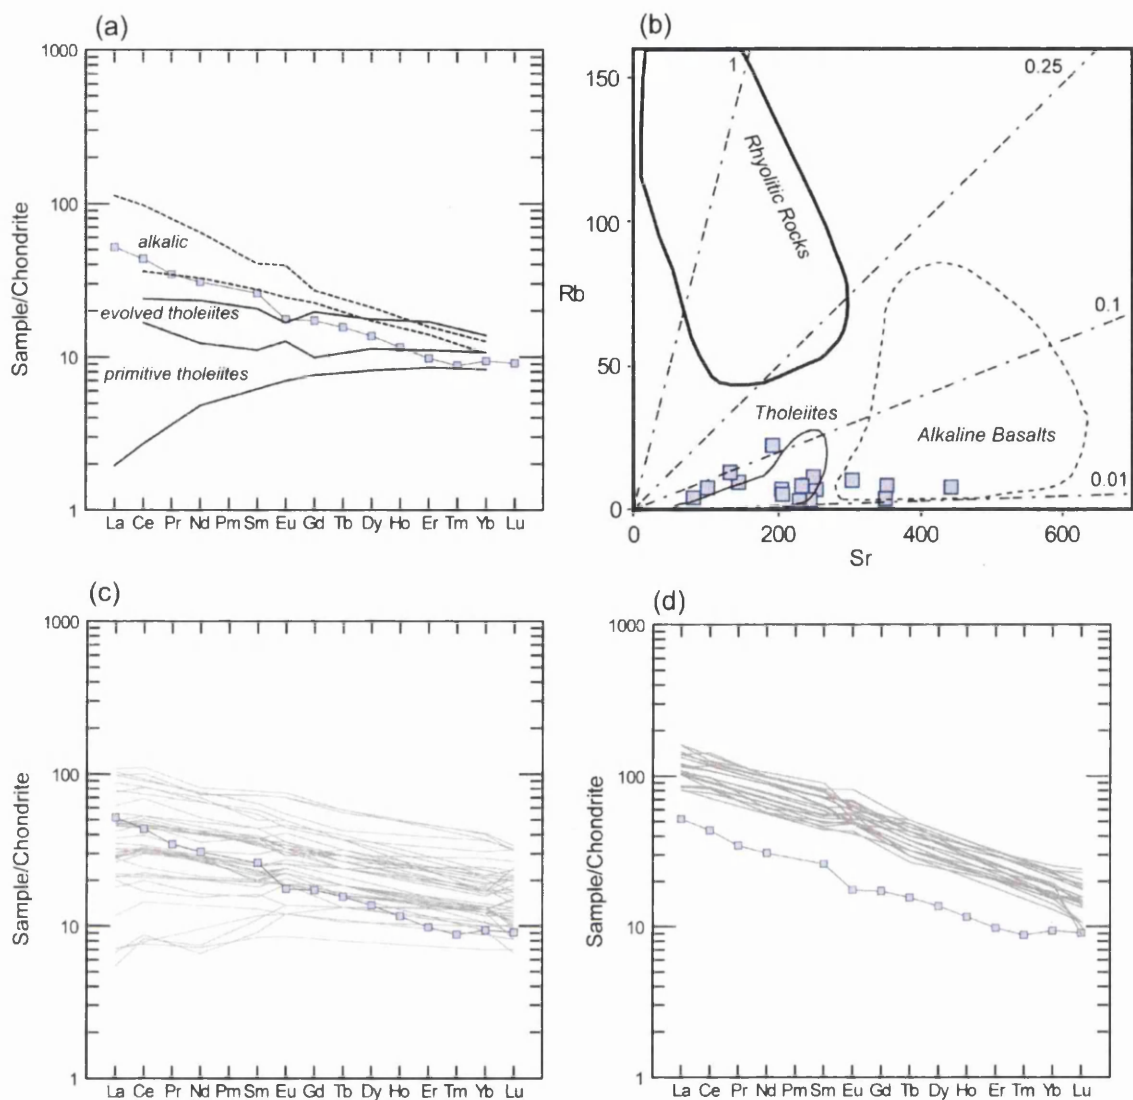 (a)
1000
100
10
1
Sample/Chondrite
alkalic
evolved tholeiites
primitive tholeiites
La Ce Pr Nd Pm Sm Eu Gd Tb Dy Ho Er Tm Yb Lu
(b)
150
100
Rb
50
0
1
0.25
0.1
0.01
Rhyolitic Rocks
Tholeiites
Alkaline Basalts
0 200 400 600
Sr
(c)
1000
100
10
1
Sample/Chondrite
La Ce Pr Nd Pm Sm Eu Gd Tb Dy Ho Er Tm Yb Lu
(d)
1000
100
10
1
Sample/Chondrite
La Ce Pr Nd Pm Sm Eu Gd Tb Dy Ho Er Tm Yb Lu